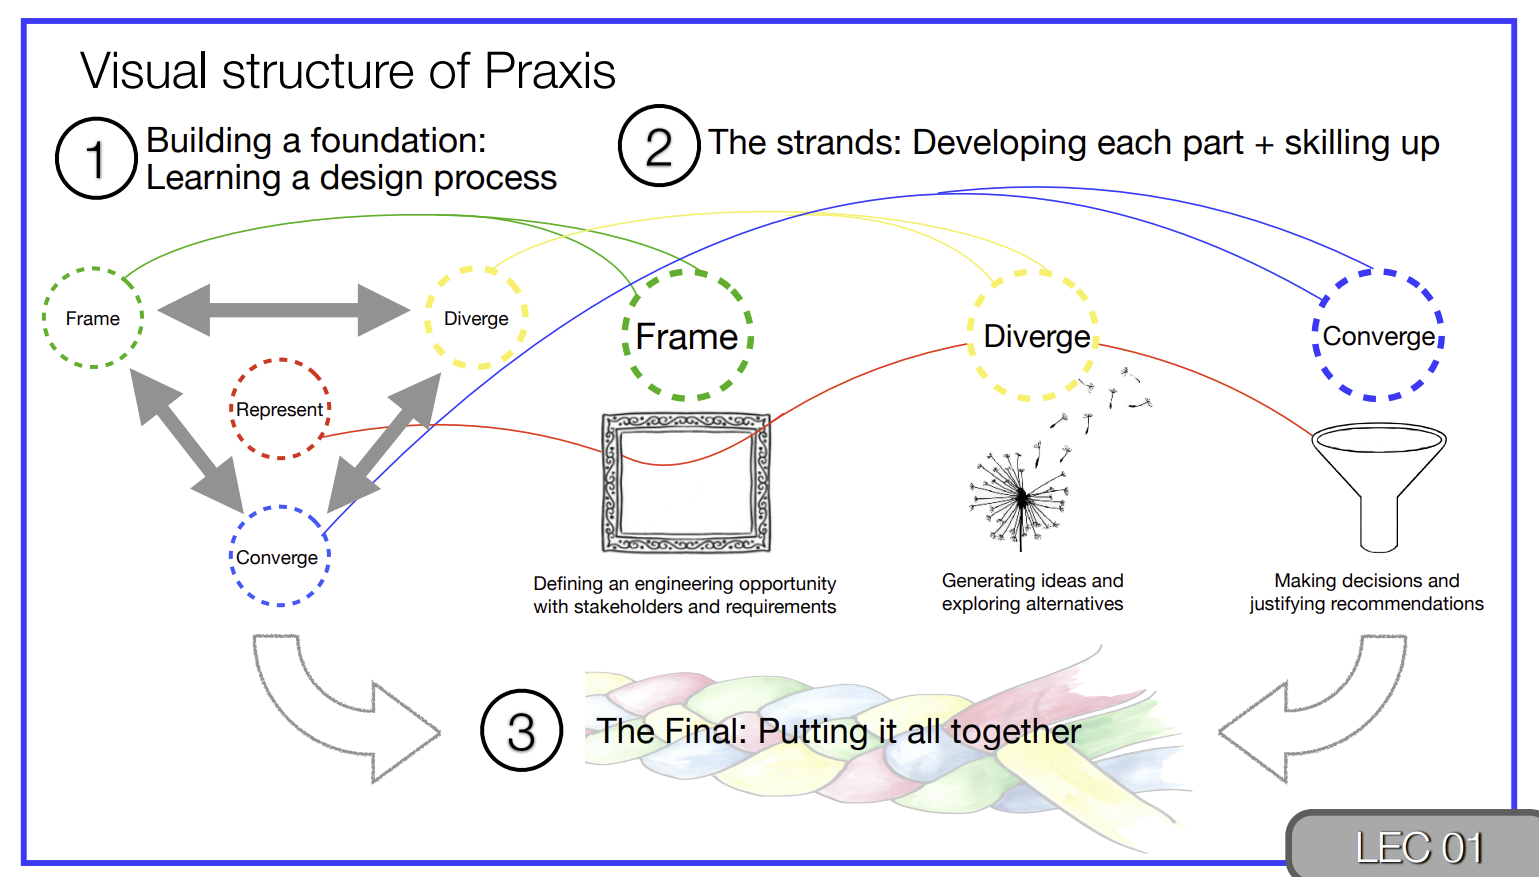 Visual structure of Praxis
1
Building a foundation:
Learning a design process
2
The strands: Developing each part + skilling up
Frame
Diverge
Represent
Converge
Frame
Diverge
Converge
Defining an engineering opportunity
with stakeholders and requirements
Generating ideas and
exploring alternatives
Making decisions and
justifying recommendations
3
The Final: Putting it all together
LEC 01